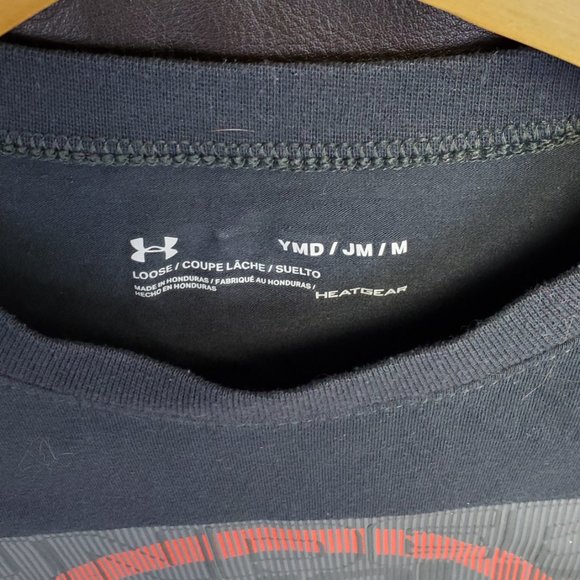 YMD / JM / M
LOOSE / COUPE LÂCHE / SUELTO
MADE IN HONDURAS / FABRIQUÉ AU HONDURAS /
HECHO EN HONDURAS
HEATGEAR